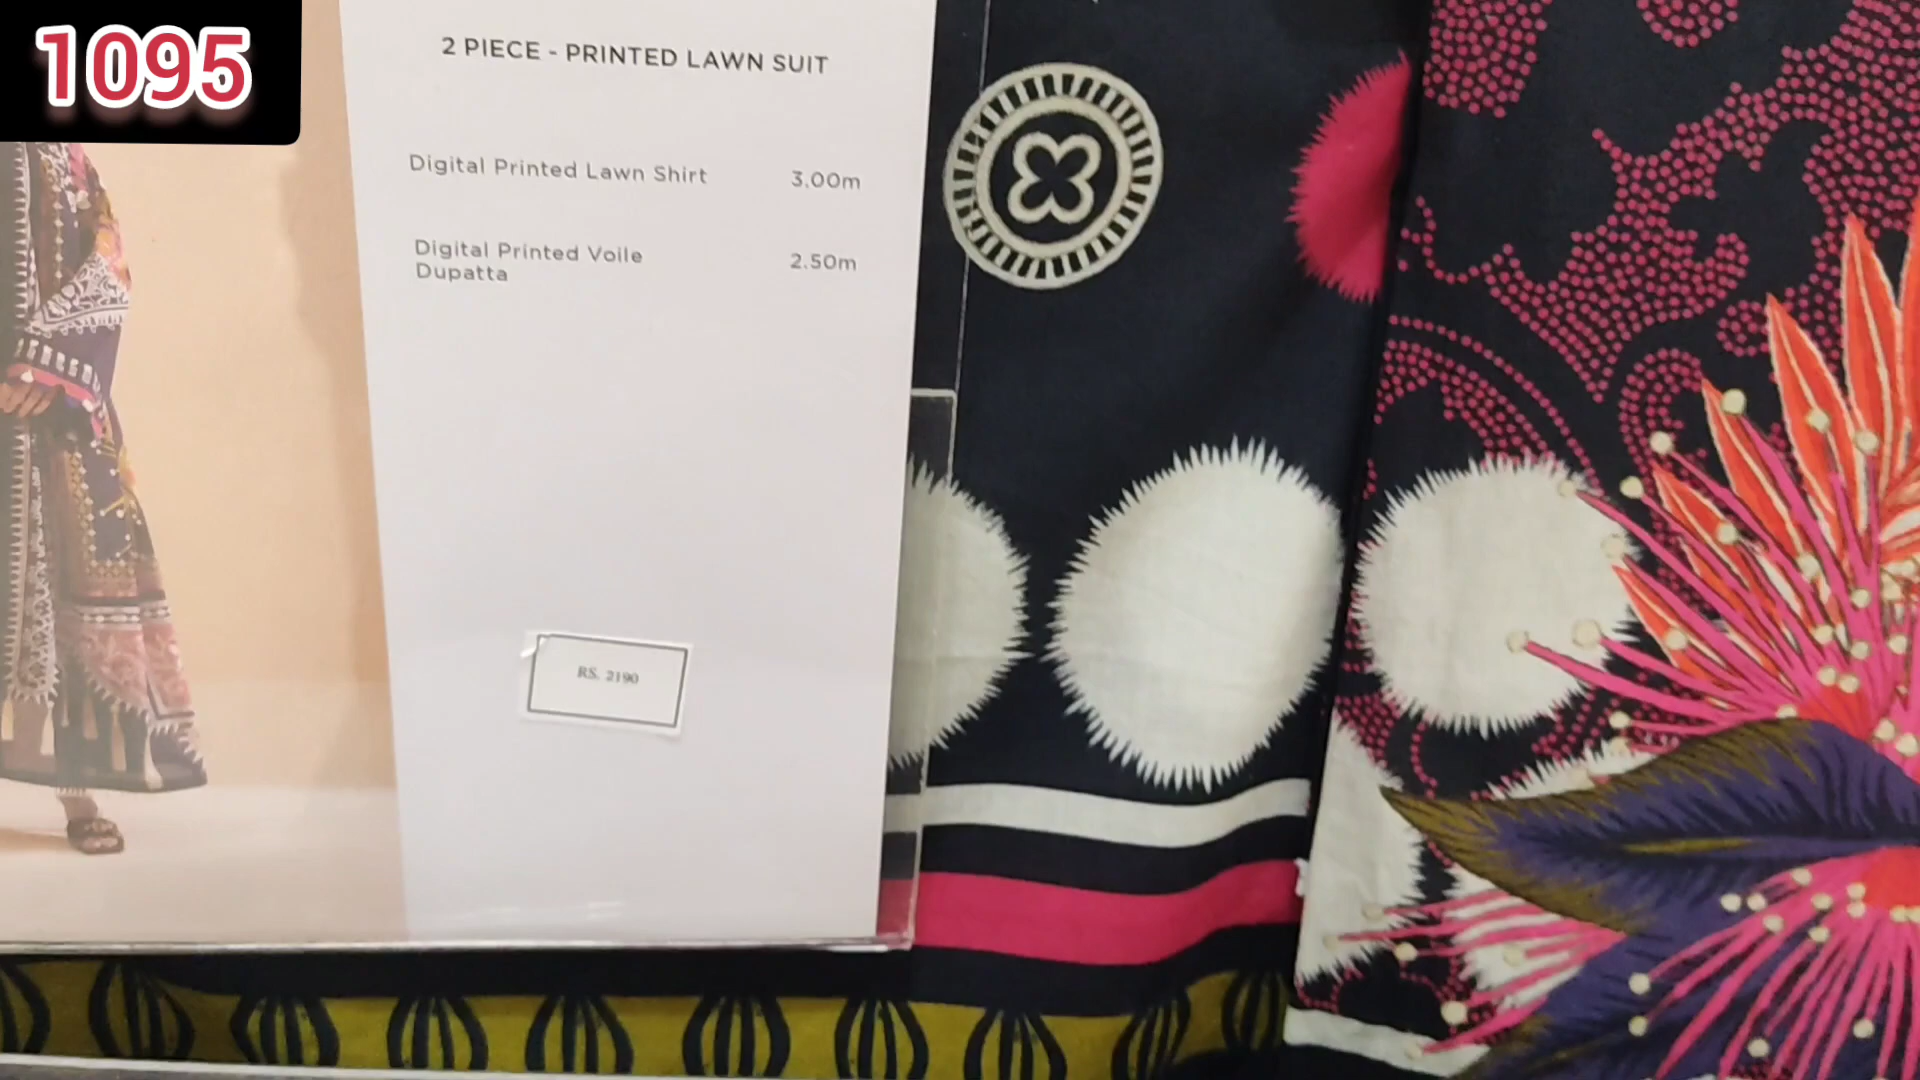 1095
2 PIECE - PRINTED LAWN SUIT
Digital Printed Lawn Shirt 3.00m
Digital Printed Voile 2.50m
Dupatta
RS. 2190